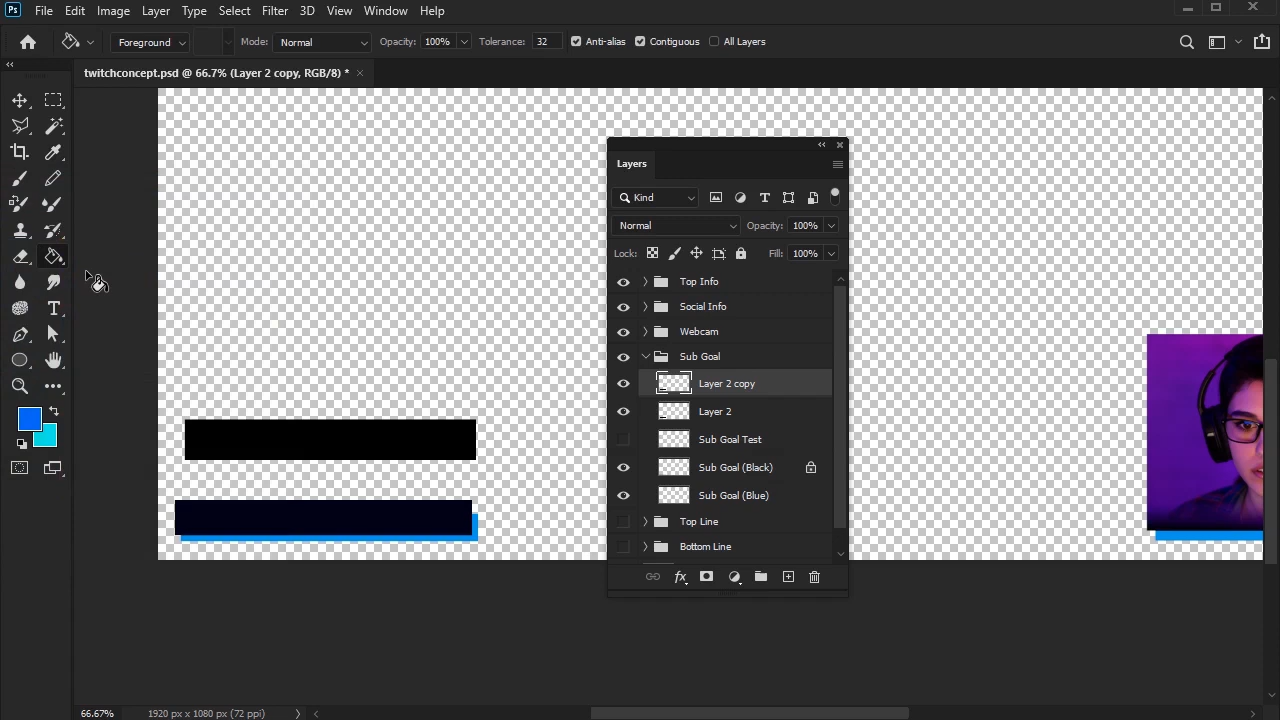 Ps File Edit Image Layer Type Select Filter 3D View Window Help
Foreground Mode: Normal Opacity: 100% Tolerance: 32 Anti-alias Contiguous All Layers
twitchconcept.psd @ 66.7% (Layer 2 copy, RGB/8) *
Layers
Kind
Normal Opacity: 100%
Lock: Fill: 100%
Top Info
Social Info
Webcam
Sub Goal
Layer 2 copy
Layer 2
Sub Goal Test
Sub Goal (Black)
Sub Goal (Blue)
Top Line
Bottom Line
fx
66.67% 1920 px x 1080 px (72 ppi)